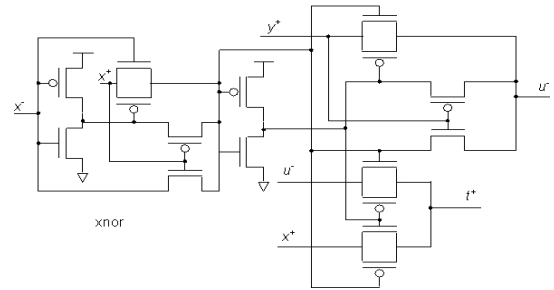 y⁺
x⁺
x⁻
u⁻
u⁻
t⁺
x⁺
xnor